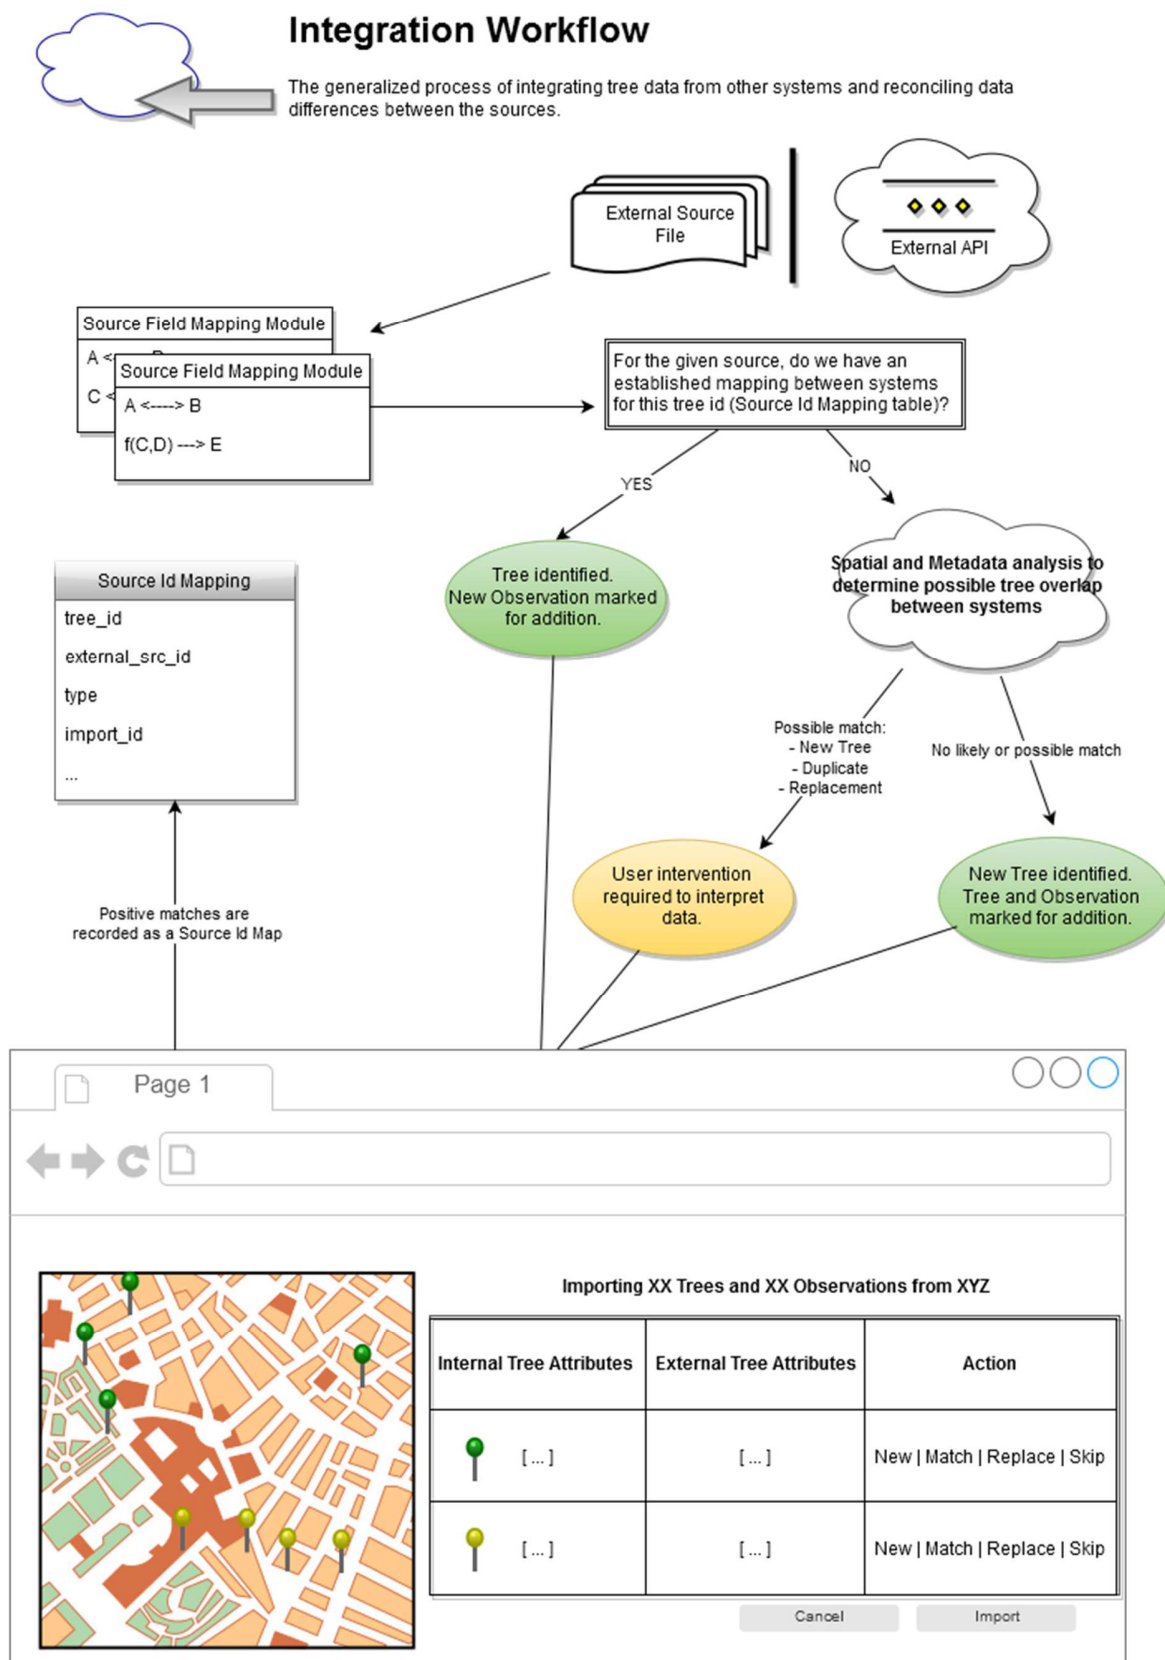 Integration Workflow
The generalized process of integrating tree data from other systems and reconciling data
differences between the sources.
External Source
File
External API
Source Field Mapping Module
A <
C <
Source Field Mapping Module
A <----> B
f(C,D) ---> E
For the given source, do we have an
established mapping between systems
for this tree id (Source Id Mapping table)?
YES
NO
Tree identified.
New Observation marked
for addition.
Spatial and Metadata analysis to
determine possible tree overlap
between systems
Source Id Mapping
tree_id
external_src_id
type
import_id
...
Possible match:
- New Tree
- Duplicate
- Replacement
No likely or possible match
User intervention
required to interpret
data.
New Tree identified.
Tree and Observation
marked for addition.
Positive matches are
recorded as a Source Id Map
Page 1
Importing XX Trees and XX Observations from XYZ
Internal Tree Attributes
External Tree Attributes
Action
[ ... ]
[ ... ]
New | Match | Replace | Skip
[ ... ]
[ ... ]
New | Match | Replace | Skip
Cancel
Import